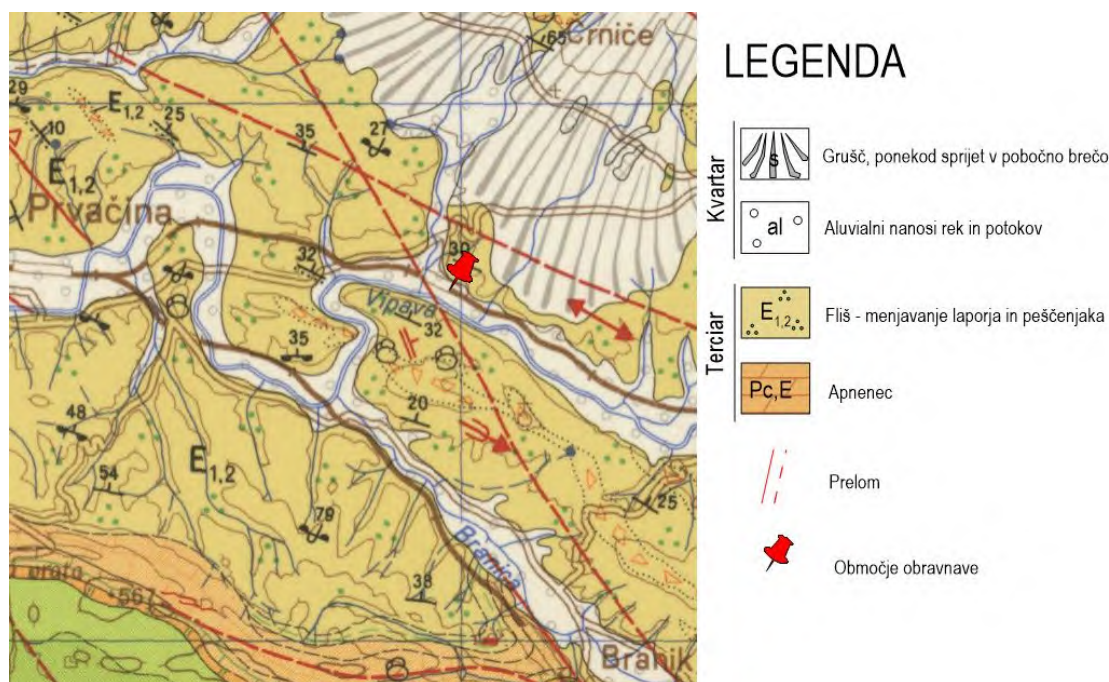 Črniče
65
29
E1,2
10
25
35
27
E1,2
Prvačina
32
30
Vipava
32
35
20
48
E1,2
54
25
79
Branica
38
567
Branik
LEGENDA
Kvartar
s
Grušč, ponekod sprijet v pobočno brečo
al
Aluvialni nanosi rek in potokov
Terciar
E1,2
Fliš - menjavanje laporja in peščenjaka
Pc,E
Apnenec
Prelom
Območje obravnave